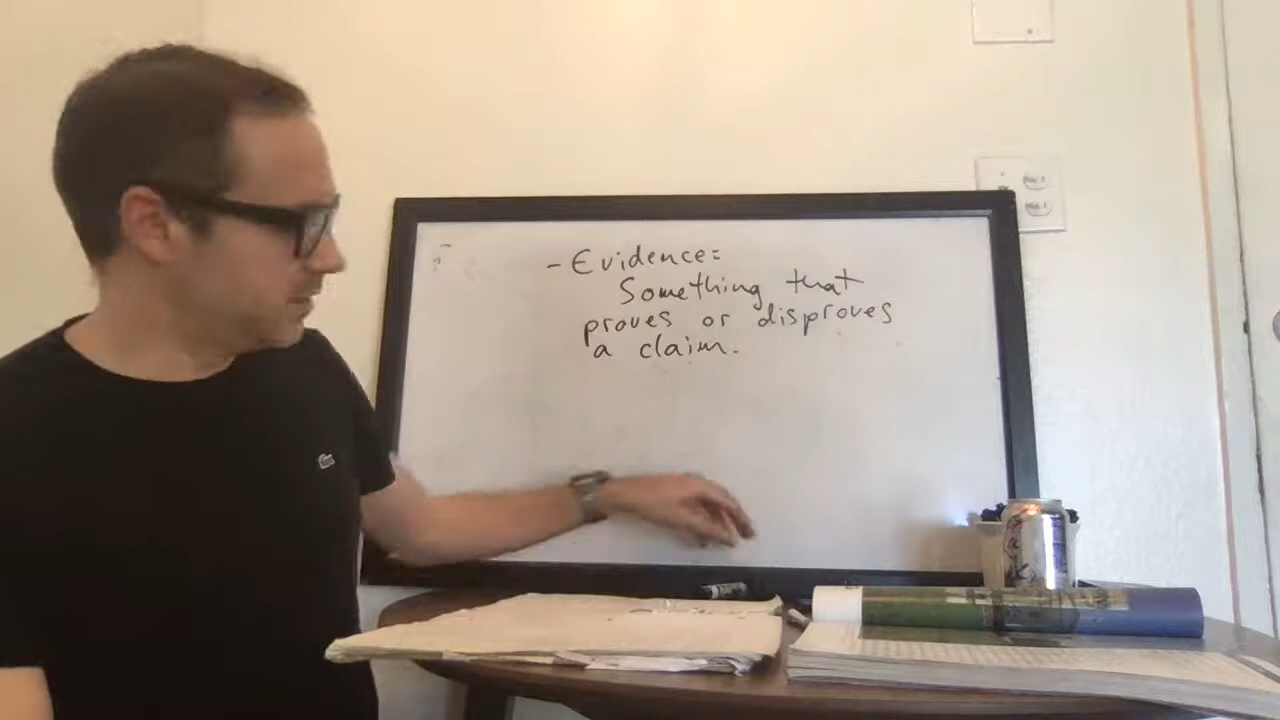 - Evidence:
Something that
proves or disproves
a claim.